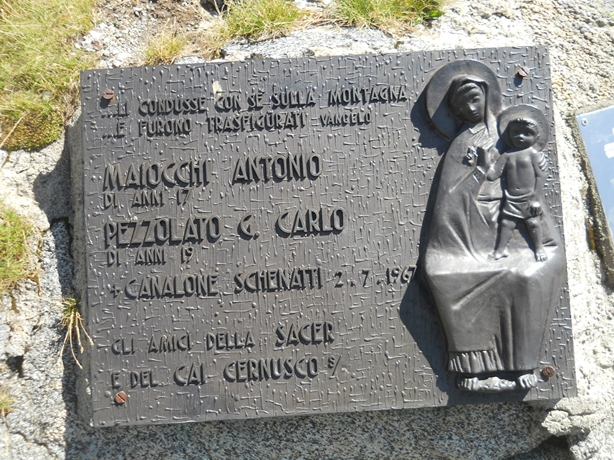 ...LI CONDUSSE CON SE SULLA MONTAGNA
...E FURONO TRASFIGURATI VANGELO
MAIOCCHI ANTONIO
DI ANNI 17
PEZZOLATO G. CARLO
DI ANNI 19
+ CANALONE SCHENATTI 2.7.1967
GLI AMICI DELLA SACER
E DEL CAI CERNUSCO S/